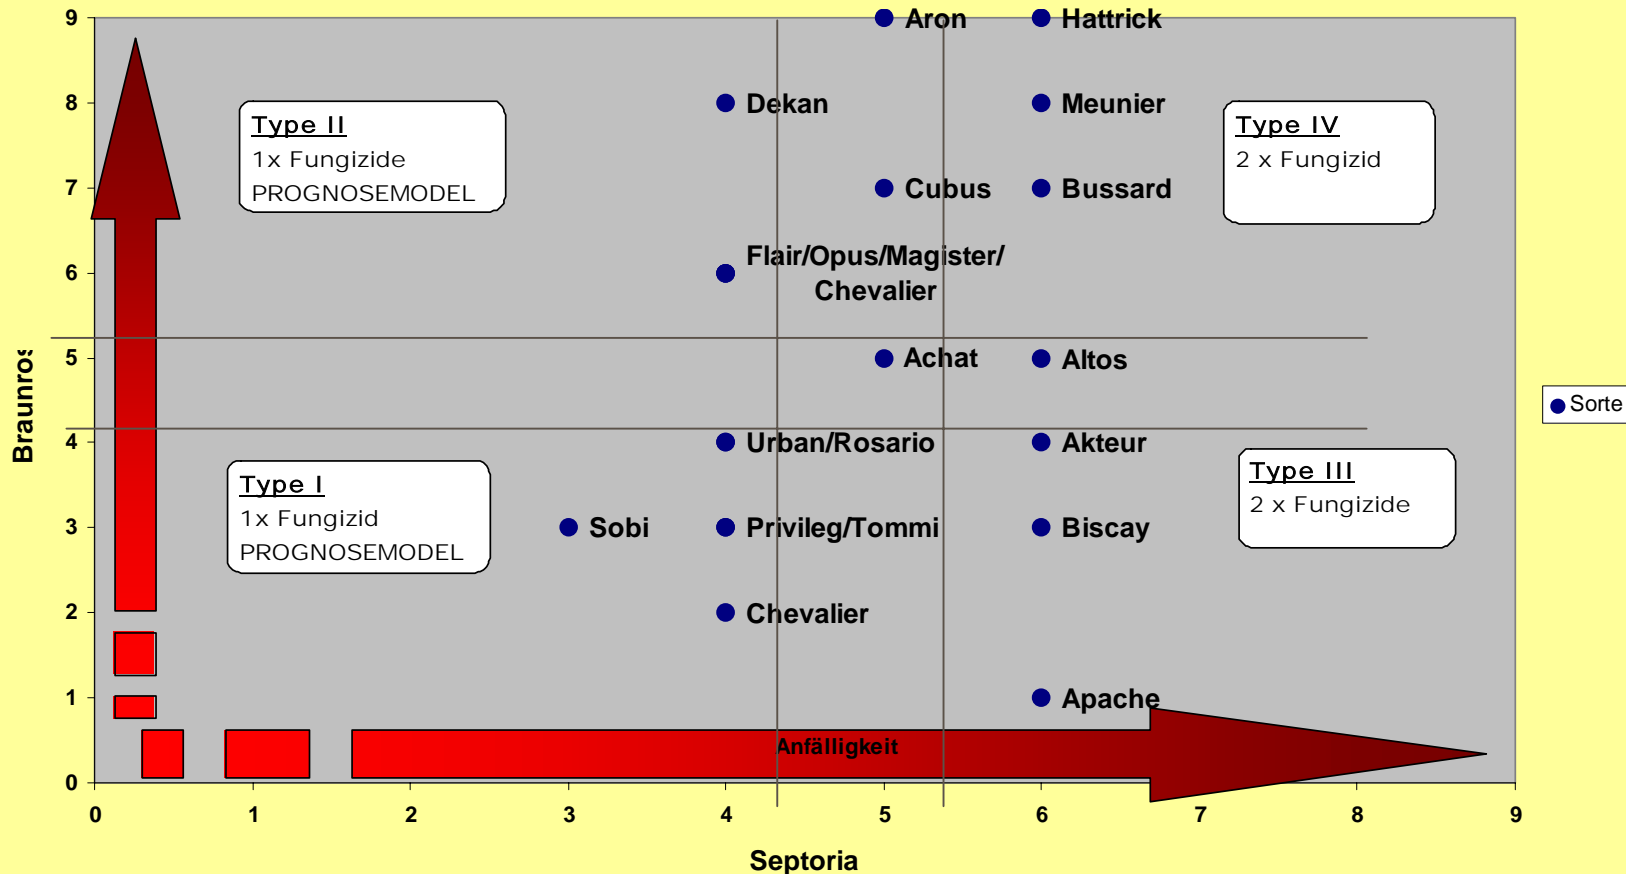 9
Aron
Hattrick
8
Dekan
Meunier
Type II
1x Fungizide
PROGNOSEMODEL
Type IV
2 x Fungizid
7
Cubus
Bussard
6
Flair/Opus/Magister/
Chevalier
5
Achat
Altos
Braunros
Sorte
4
Urban/Rosario
Akteur
Type I
1x Fungizid
PROGNOSEMODEL
Type III
2 x Fungizide
3
Sobi
Privileg/Tommi
Biscay
2
Chevalier
1
Apache
Anfälligkeit
0
0 1 2 3 4 5 6 7 8 9
Septoria